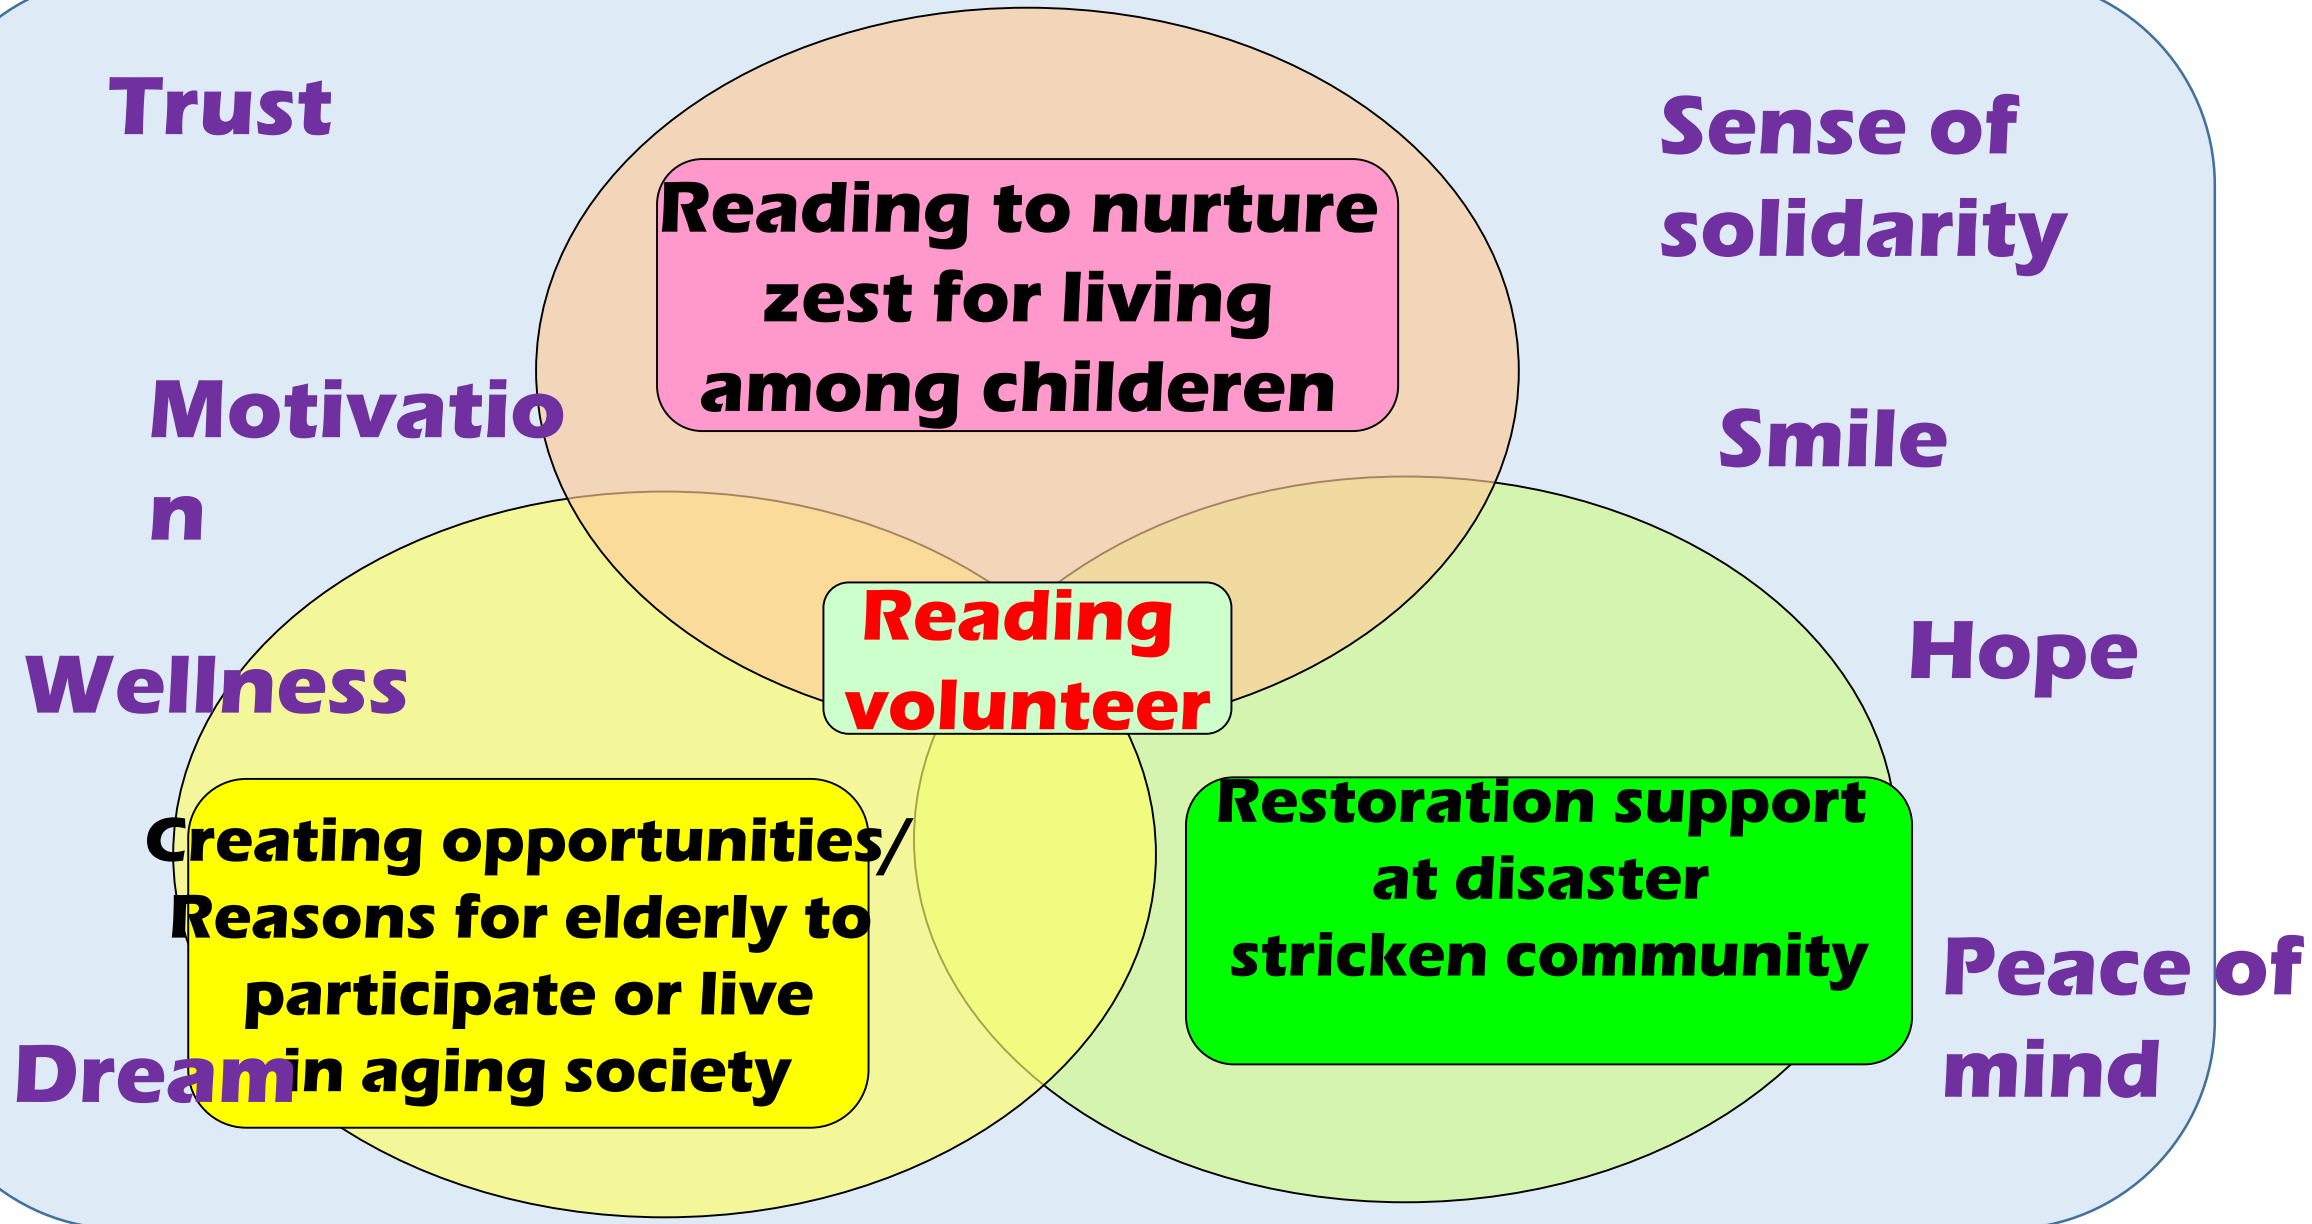 Trust
Sense of
solidarity
Reading to nurture
zest for living
among childeren
Motivatio
n
Smile
Reading
volunteer
Hope
Wellness
Creating opportunities/
Reasons for elderly to
participate or live
in aging society
Restoration support
at disaster
stricken community
Dream
Peace of
mind